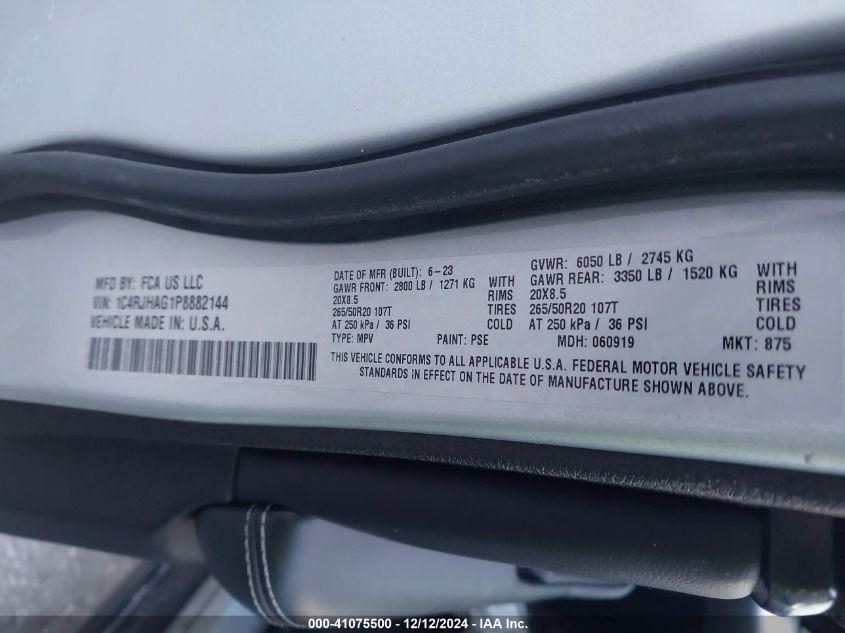 MFD BY: FCA US LLC
VIN: 1C4RJHAG1P8882144
VEHICLE MADE IN: U.S.A.
DATE OF MFR (BUILT): 6-23
GAWR FRONT: 2800 LB / 1271 KG WITH
20X8.5 RIMS
265/50R20 107T TIRES
AT 250 kPa / 36 PSI COLD
TYPE: MPV PAINT: PSE
GVWR: 6050 LB / 2745 KG
GAWR REAR: 3350 LB / 1520 KG WITH
20X8.5 RIMS
265/50R20 107T TIRES
AT 250 kPa / 36 PSI COLD
MDH: 060919 MKT: 875
THIS VEHICLE CONFORMS TO ALL APPLICABLE U.S.A. FEDERAL MOTOR VEHICLE SAFETY
STANDARDS IN EFFECT ON THE DATE OF MANUFACTURE SHOWN ABOVE.
000-41075500 - 12/12/2024 - IAA Inc.